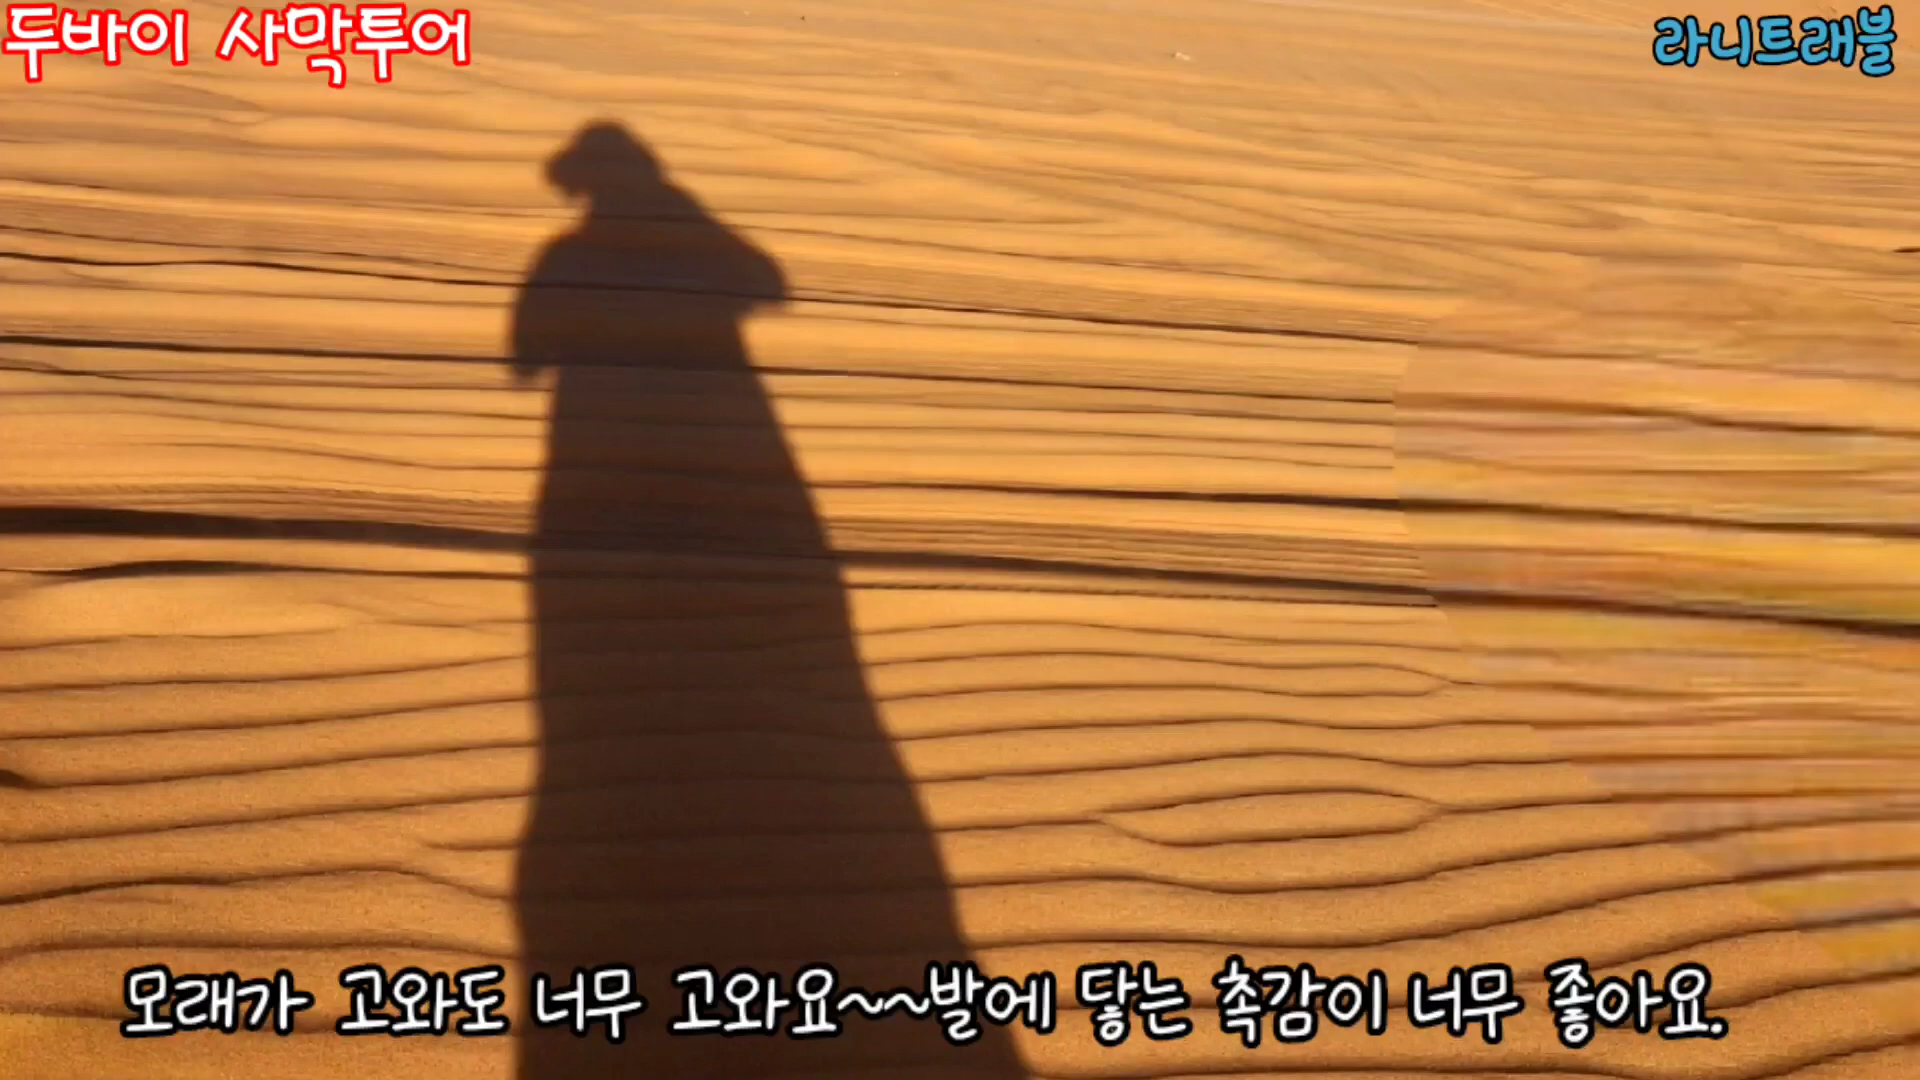 두바이 사막투어
라니트래블
모래가 고와도 너무 고와요~~발에 닿는 촉감이 너무 좋아요.